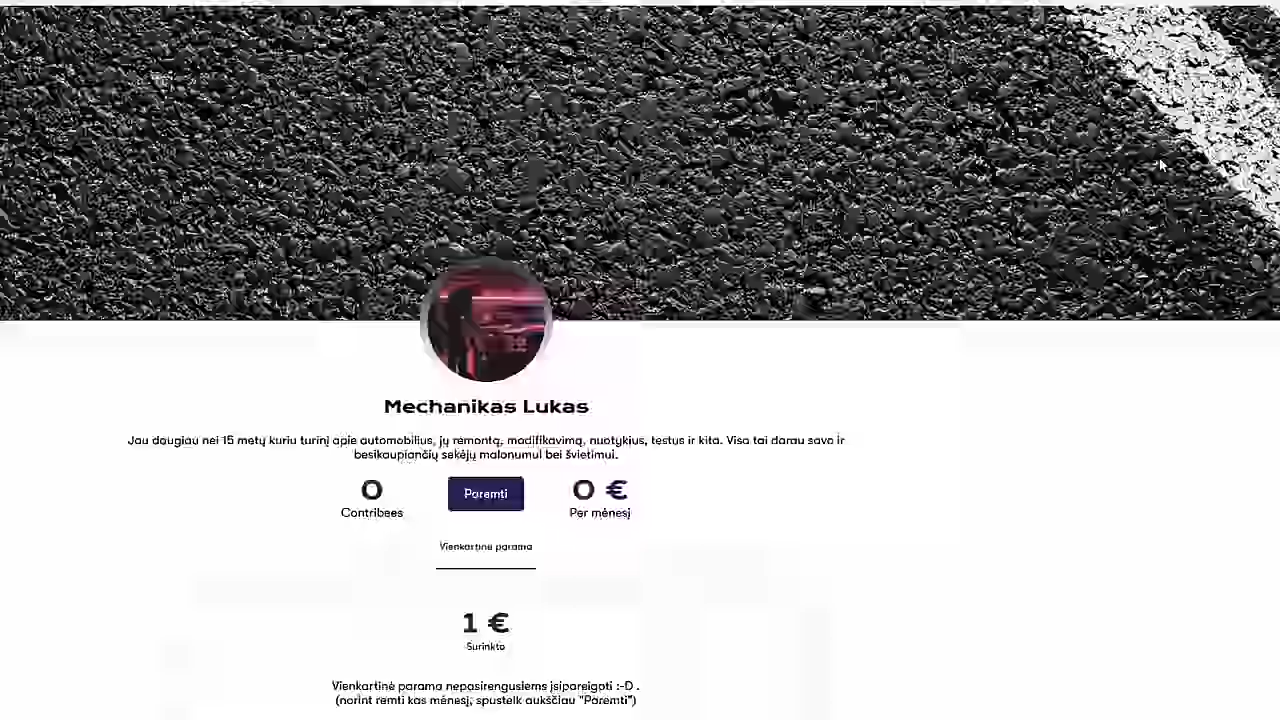 Mechanikas Lukas
Jau daugiau nei 15 metų kuriu turinį apie automobilius, jų remontą, modifikavimą, nuotykius, testus ir kita. Visa tai darau savo ir
besikaupiančių sekėjų malonumui bei švietimui.
0 Paremti 0 €
Contribees Per mėnesį
Vienkartinė parama
1 €
Surinkta
Vienkartinė parama nepasirengusiems įsipareigoti :-D .
(norint remti kas mėnesį, spustelk aukščiau "Paremti")